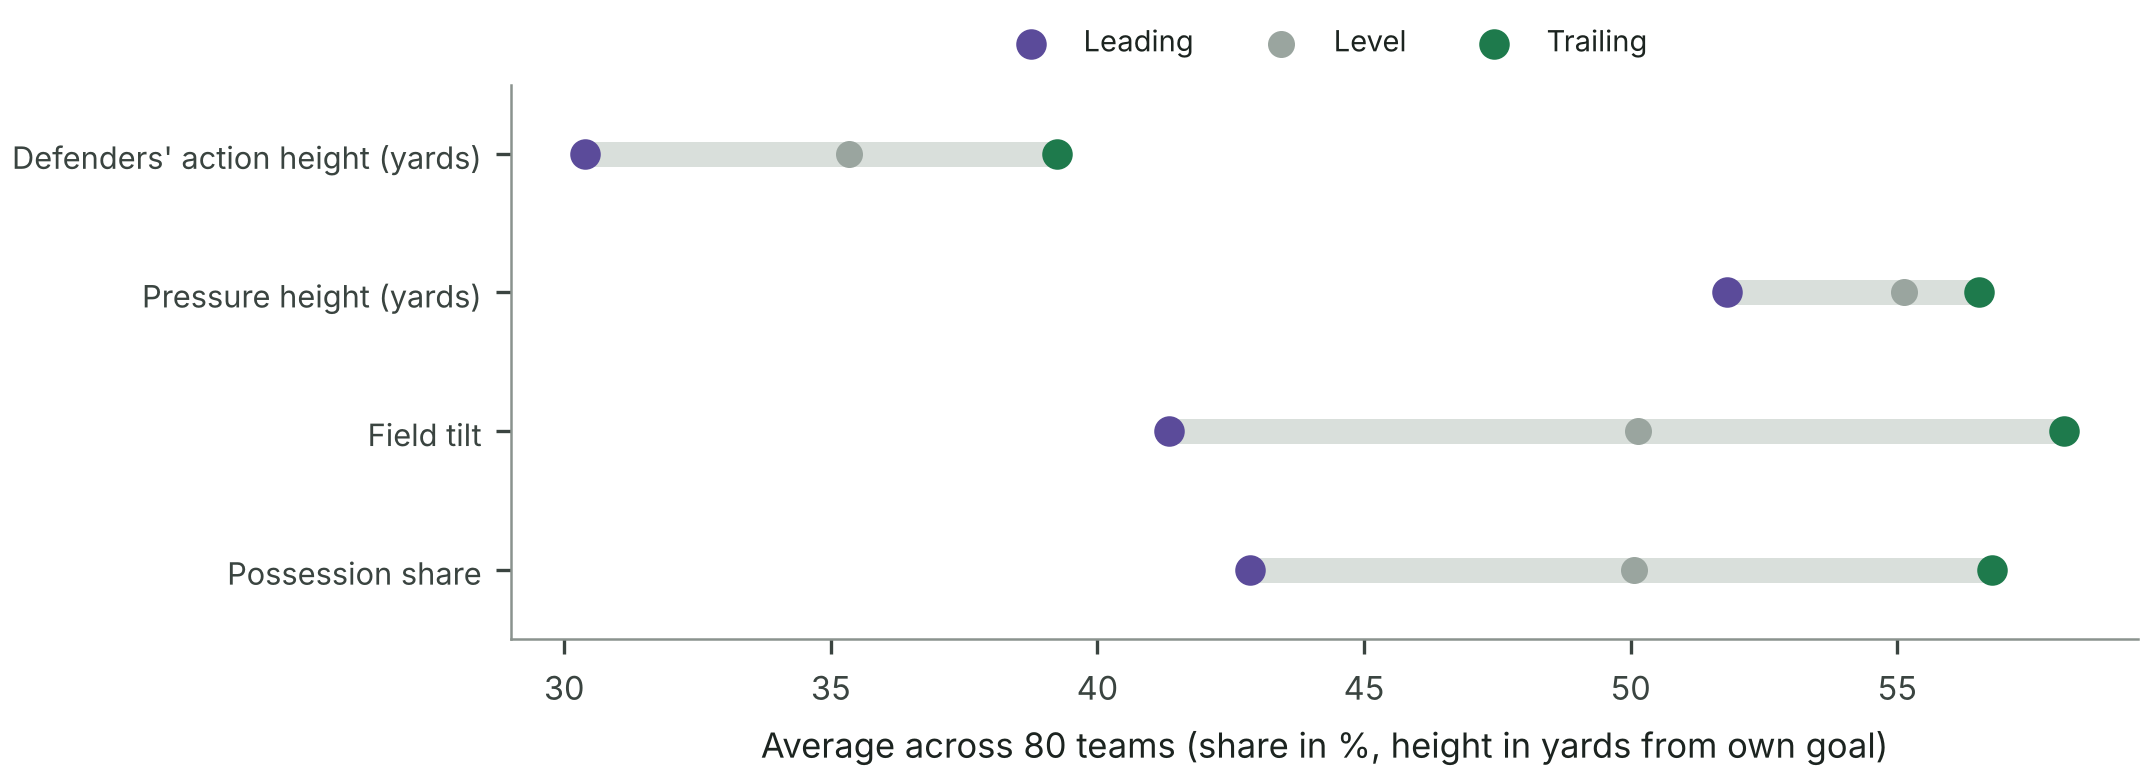 Leading Level Trailing
Defenders' action height (yards)
Pressure height (yards)
Field tilt
Possession share
30 35 40 45 50 55
Average across 80 teams (share in %, height in yards from own goal)